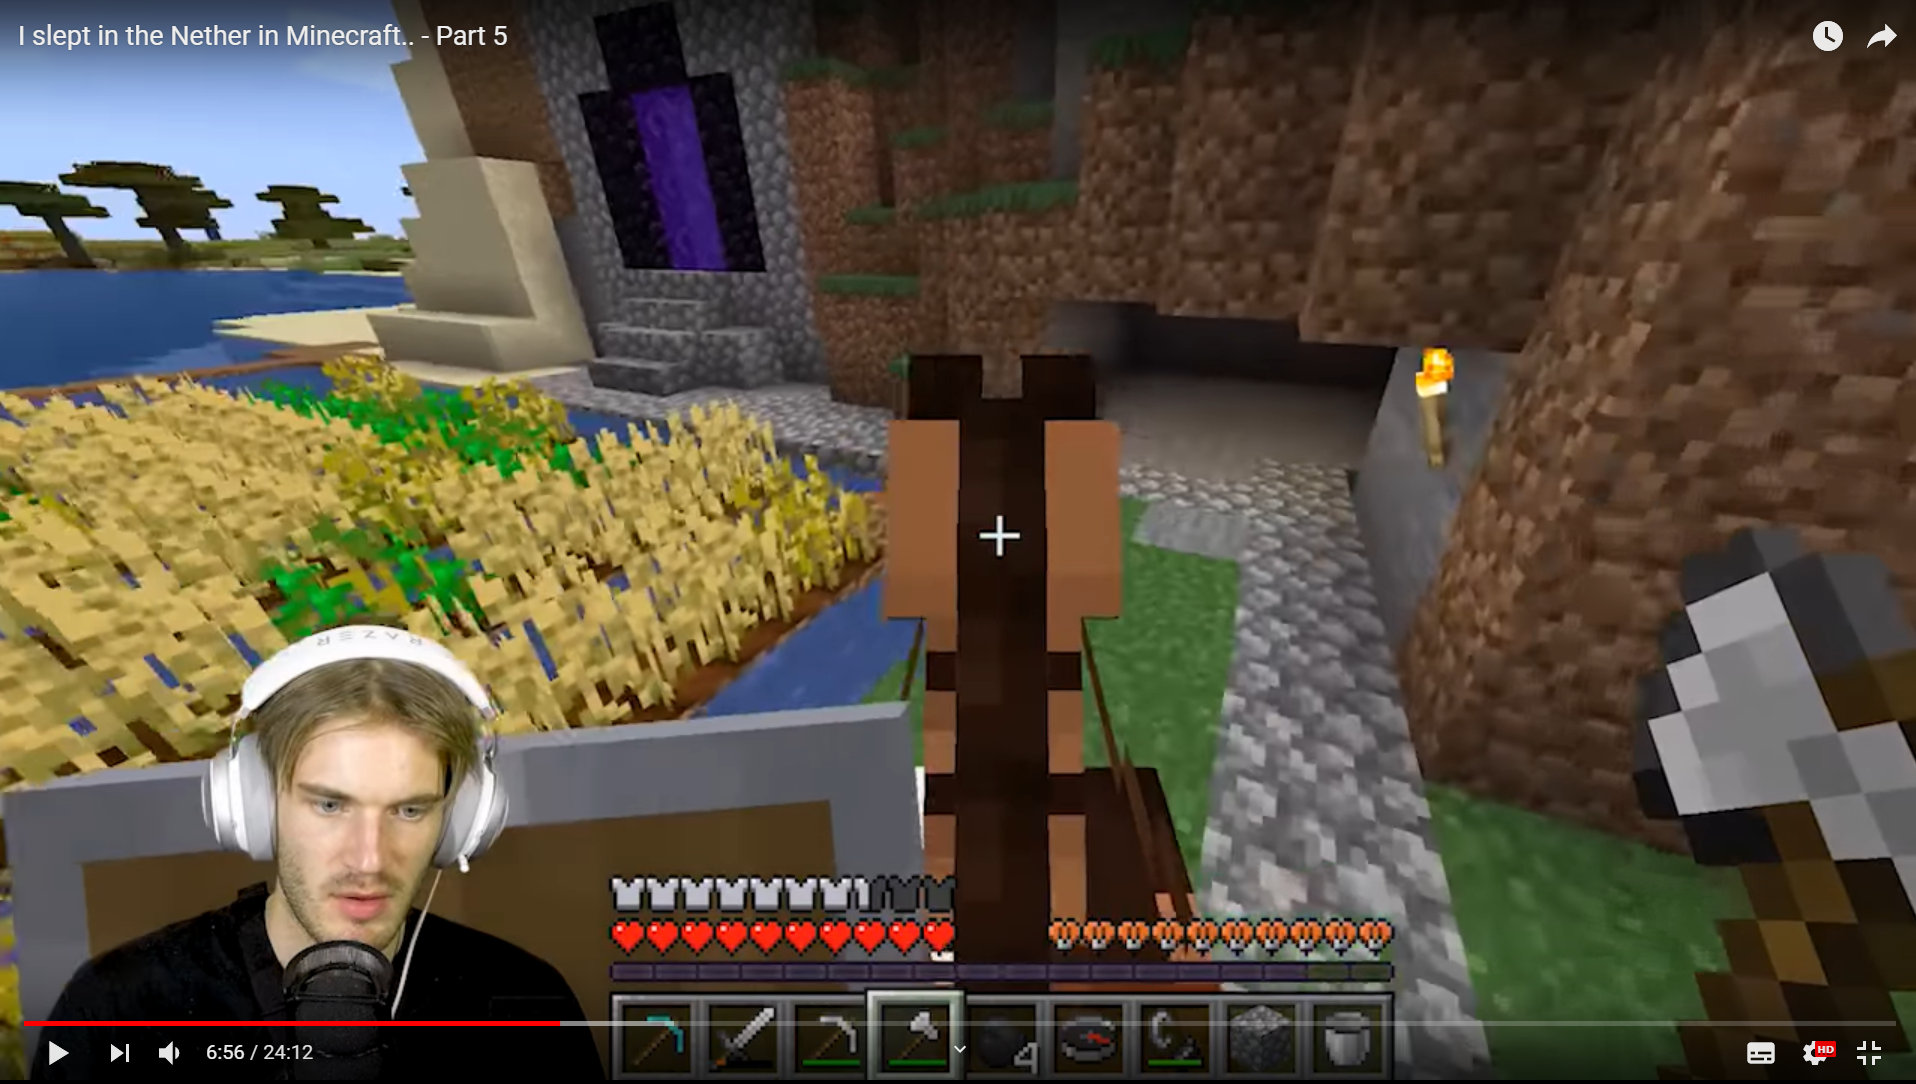 I slept in the Nether in Minecraft.. - Part 5
RAZER
4
6:56 / 24:12
HD